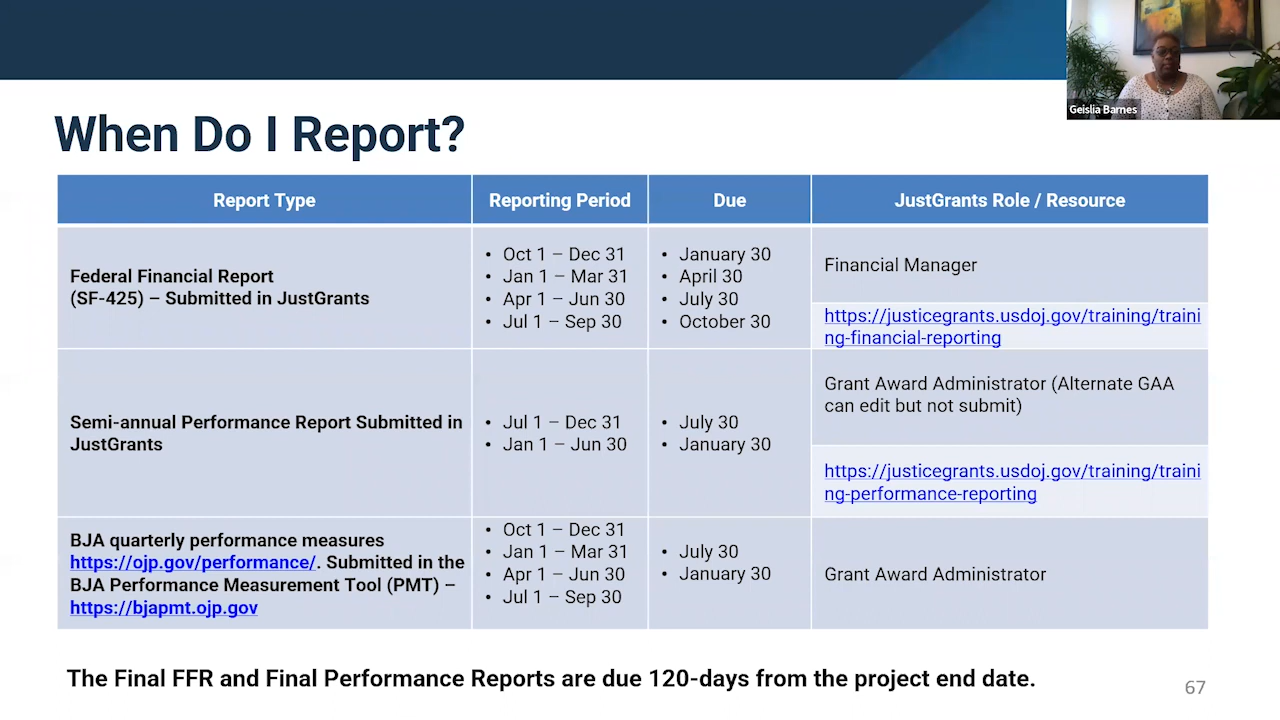 Geislia Barnes
When Do I Report?
Report Type
Reporting Period
Due
JustGrants Role / Resource
Federal Financial Report
(SF-425) – Submitted in JustGrants
• Oct 1 – Dec 31
• Jan 1 – Mar 31
• Apr 1 – Jun 30
• Jul 1 – Sep 30
• January 30
• April 30
• July 30
• October 30
Financial Manager
https://justicegrants.usdoj.gov/training/traini
ng-financial-reporting
Semi-annual Performance Report Submitted in
JustGrants
• Jul 1 – Dec 31
• Jan 1 – Jun 30
• July 30
• January 30
Grant Award Administrator (Alternate GAA
can edit but not submit)
https://justicegrants.usdoj.gov/training/traini
ng-performance-reporting
BJA quarterly performance measures
https://ojp.gov/performance/. Submitted in the
BJA Performance Measurement Tool (PMT) –
https://bjapmt.ojp.gov
• Oct 1 – Dec 31
• Jan 1 – Mar 31
• Apr 1 – Jun 30
• Jul 1 – Sep 30
• July 30
• January 30
Grant Award Administrator
The Final FFR and Final Performance Reports are due 120-days from the project end date.
67